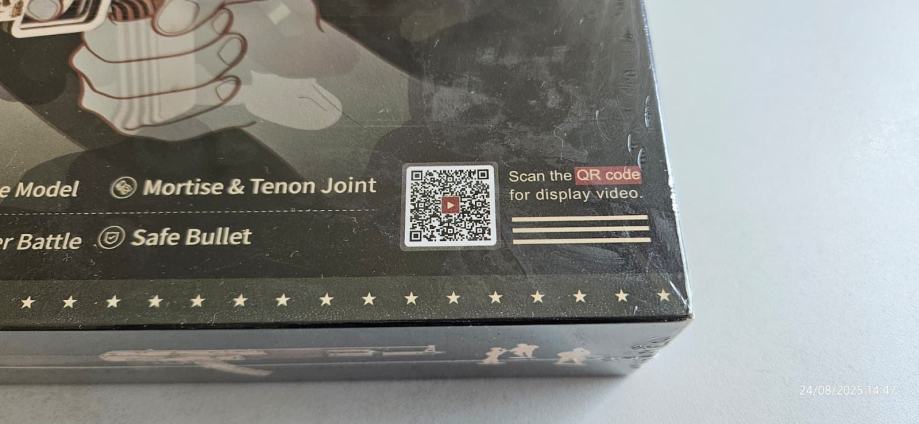 e Model
Mortise & Tenon Joint
er Battle
Safe Bullet
Scan the QR code
for display video.
24/08/2025 14:47